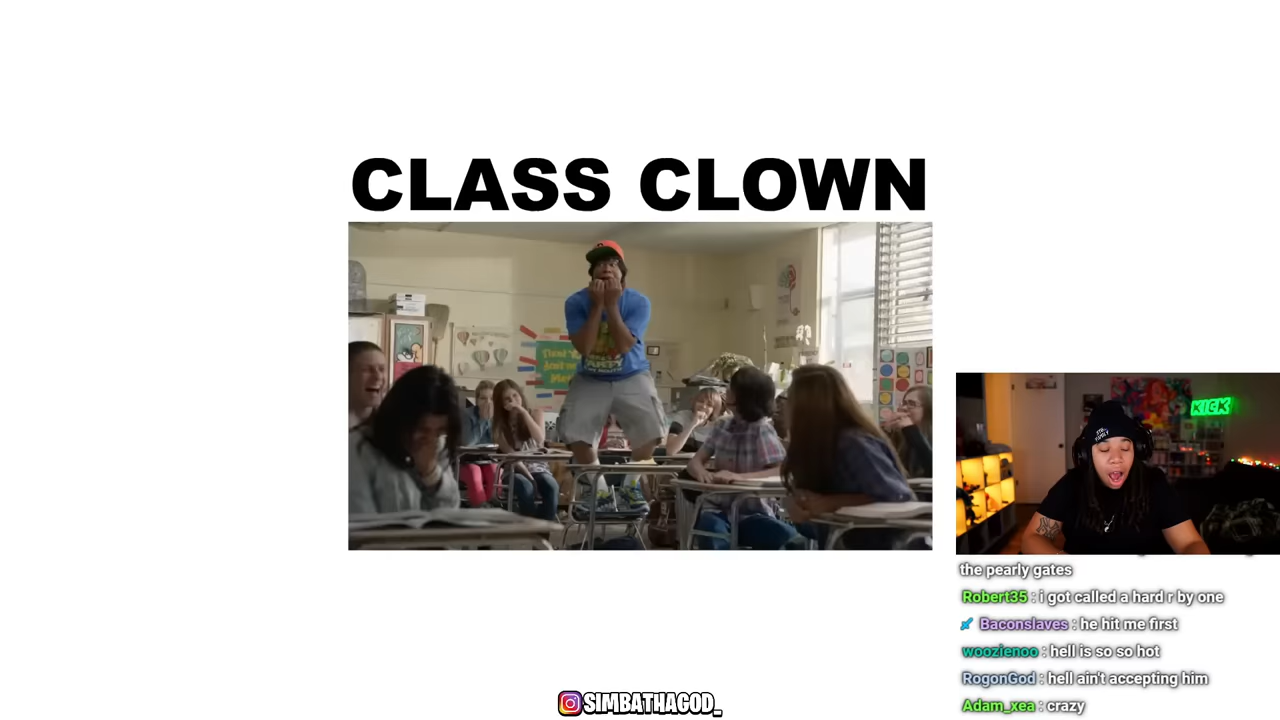 CLASS CLOWN
PARTY
KICK
the pearly gates
Robert35 : i got called a hard r by one
Baconslaves : he hit me first
woozienoo : hell is so so hot
RogonGod : hell ain't accepting him
Adam_xea : crazy
SIMBATHAGOD_